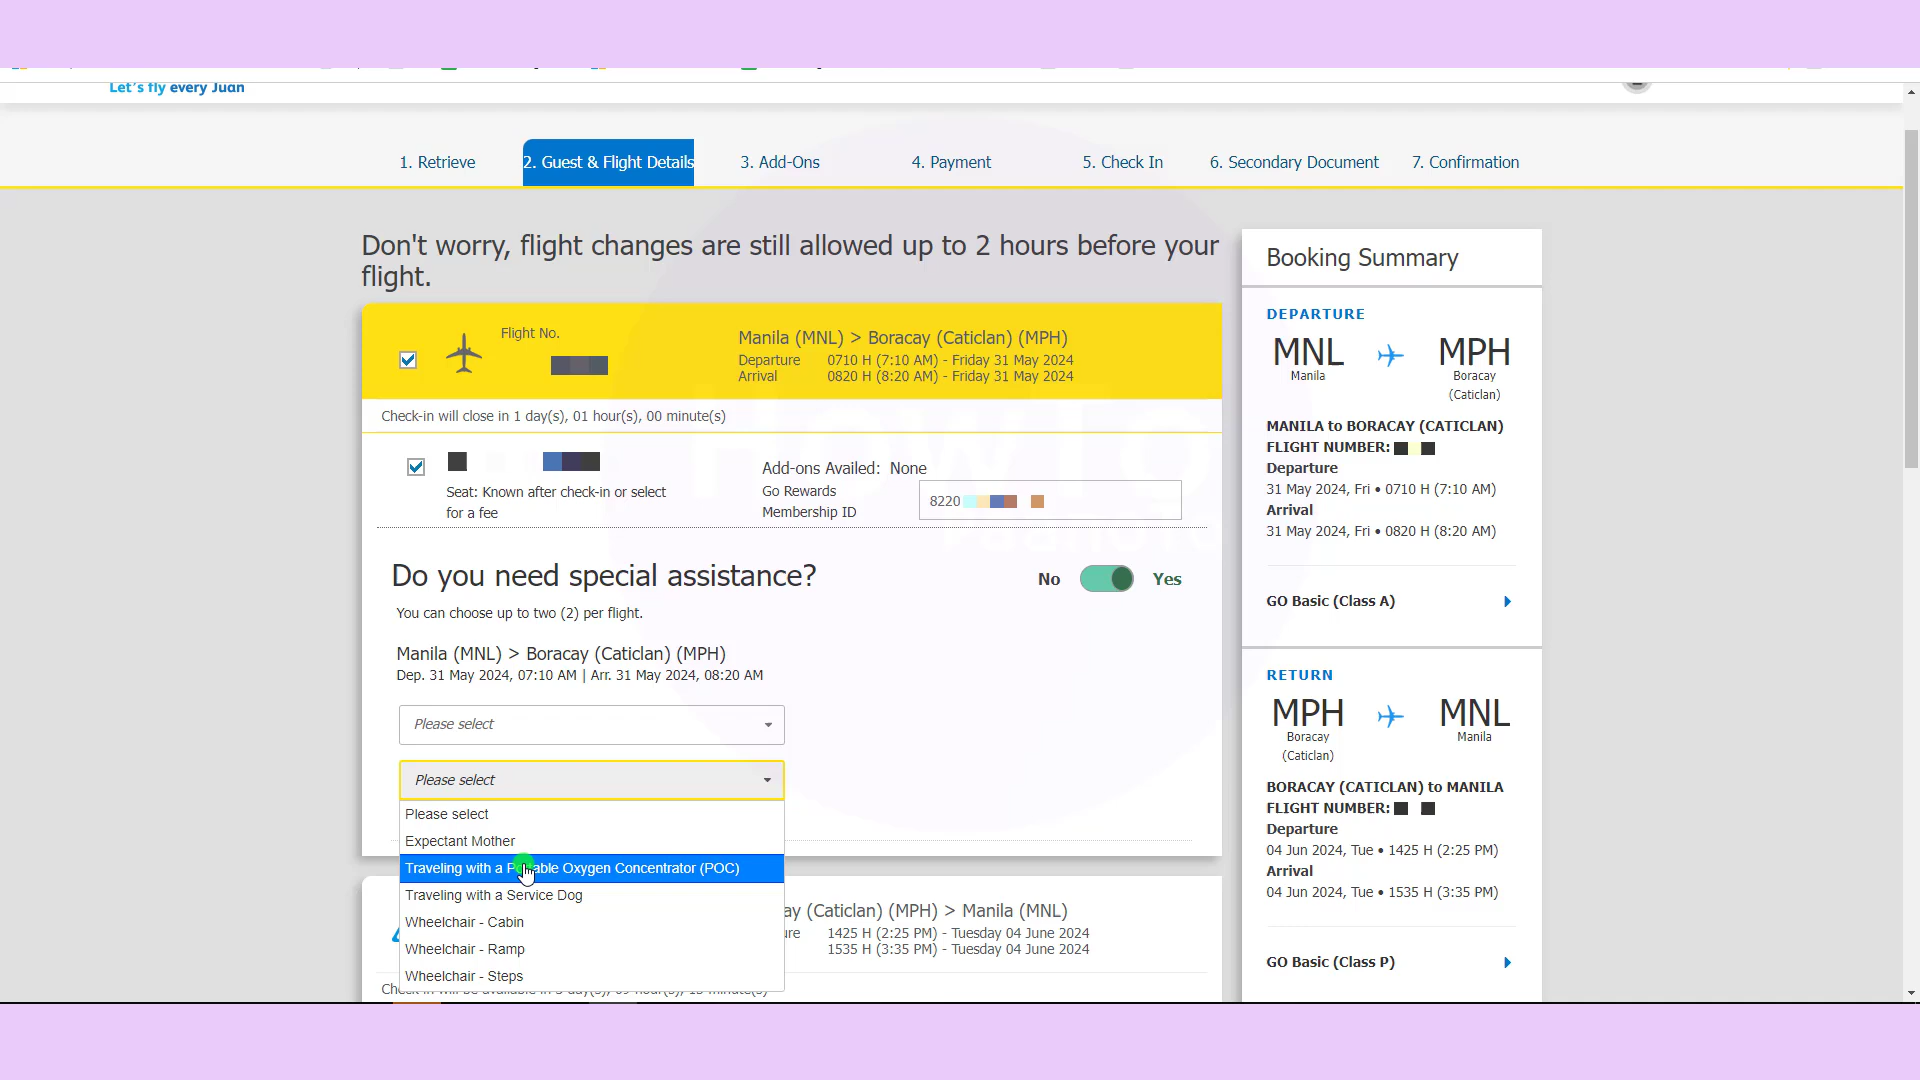 Let's fly every Juan
1. Retrieve
2. Guest & Flight Details
3. Add-Ons
4. Payment
5. Check In
6. Secondary Document
7. Confirmation
Don't worry, flight changes are still allowed up to 2 hours before your
flight.
Flight No.
Manila (MNL) > Boracay (Caticlan) (MPH)
Departure 0710 H (7:10 AM) - Friday 31 May 2024
Arrival 0820 H (8:20 AM) - Friday 31 May 2024
Check-in will close in 1 day(s), 01 hour(s), 00 minute(s)
Seat: Known after check-in or select
for a fee
Add-ons Availed: None
Go Rewards
Membership ID
8220
Do you need special assistance?
No
Yes
You can choose up to two (2) per flight.
Manila (MNL) > Boracay (Caticlan) (MPH)
Dep. 31 May 2024, 07:10 AM | Arr. 31 May 2024, 08:20 AM
Please select
Please select
Please select
Expectant Mother
Traveling with a Portable Oxygen Concentrator (POC)
Traveling with a Service Dog
Wheelchair - Cabin
Wheelchair - Ramp
Wheelchair - Steps
(Caticlan) (MPH) > Manila (MNL)
1425 H (2:25 PM) - Tuesday 04 June 2024
1535 H (3:35 PM) - Tuesday 04 June 2024
Booking Summary
DEPARTURE
MNL MPH
Manila Boracay
(Caticlan)
MANILA to BORACAY (CATICLAN)
FLIGHT NUMBER:
Departure
31 May 2024, Fri • 0710 H (7:10 AM)
Arrival
31 May 2024, Fri • 0820 H (8:20 AM)
GO Basic (Class A)
RETURN
MPH MNL
Boracay Manila
(Caticlan)
BORACAY (CATICLAN) to MANILA
FLIGHT NUMBER:
Departure
04 Jun 2024, Tue • 1425 H (2:25 PM)
Arrival
04 Jun 2024, Tue • 1535 H (3:35 PM)
GO Basic (Class P)